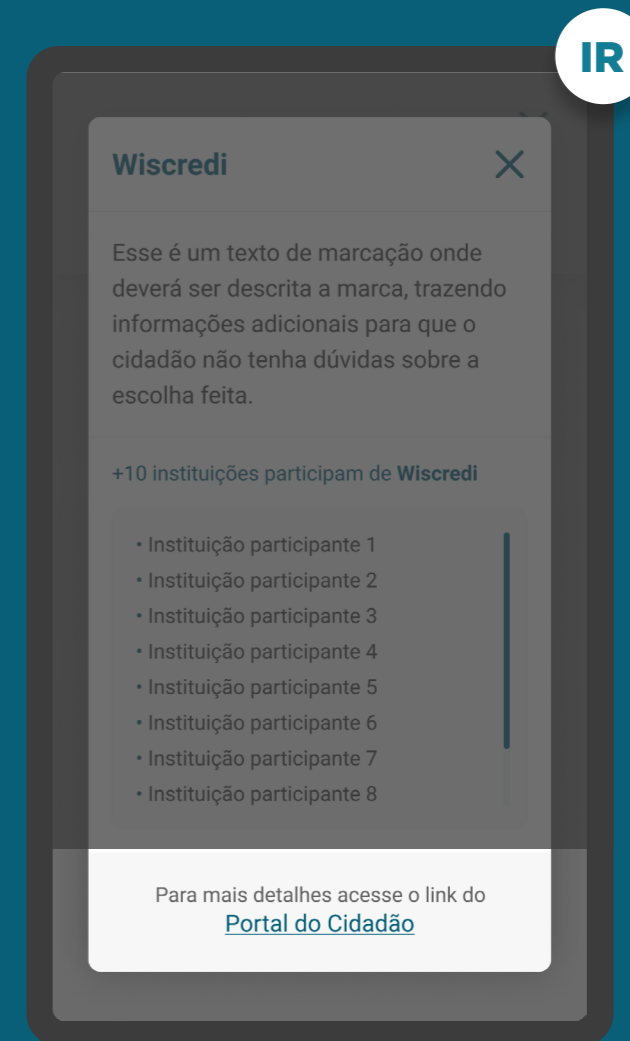 IR
Wiscredi
Esse é um texto de marcação onde
deverá ser descrita a marca, trazendo
informações adicionais para que o
cidadão não tenha dúvidas sobre a
escolha feita.
+10 instituições participam de Wiscredi
• Instituição participante 1
• Instituição participante 2
• Instituição participante 3
• Instituição participante 4
• Instituição participante 5
• Instituição participante 6
• Instituição participante 7
• Instituição participante 8
Para mais detalhes acesse o link do
Portal do Cidadão